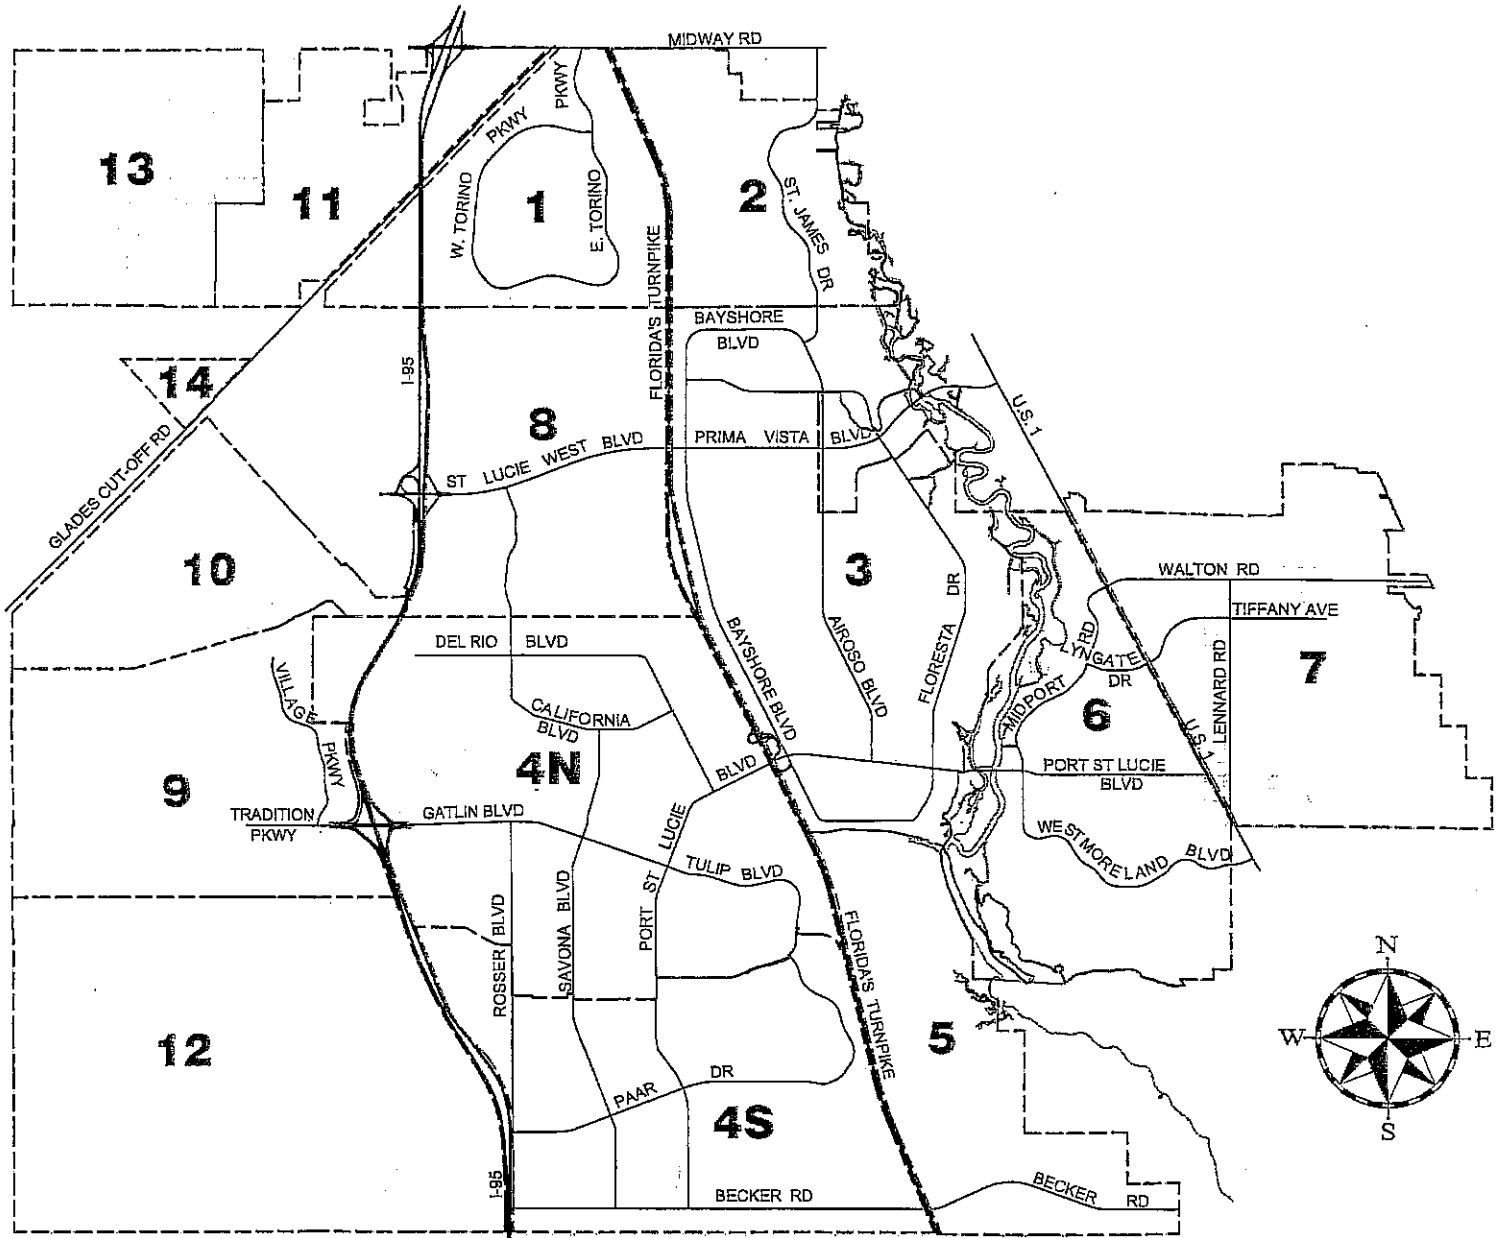 MIDWAY RD
PKWY
PKWY
13
11
1
2
W. TORINO
E. TORINO
ST. JAMES DR
FLORIDA'S TURNPIKE
BAYSHORE
BLVD
I-95
14
8
U.S. 1
ST LUCIE WEST BLVD
PRIMA VISTA BLVD
GLADES CUT-OFF RD
10
3
WALTON RD
TIFFANY AVE
DEL RIO BLVD
BAYSHORE BLVD
AIROSO BLVD
FLORESTA DR
LYNGATE
DR
MIDPORT RD
LENNARD RD
7
VILLAGE PKWY
CALIFORNIA
BLVD
6
U.S. 1
4N
9
PORT ST LUCIE
BLVD
TRADITION
PKWY
GATLIN BLVD
PORT ST LUCIE BLVD
WESTMORELAND BLVD
TULIP BLVD
ROSSER BLVD
SAVONA BLVD
FLORIDA'S TURNPIKE
N
W
E
S
12
5
PAAR DR
4S
I-95
BECKER RD
BECKER RD